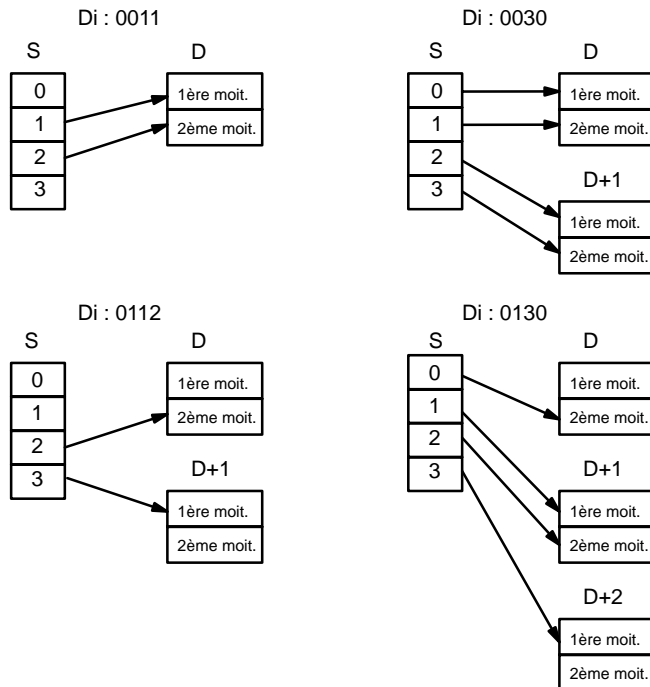 Di : 0011
S D
0
1
2
3
1ère moit.
2ème moit.
Di : 0030
S D
0
1
2
3
1ère moit.
2ème moit.
D+1
1ère moit.
2ème moit.
Di : 0112
S D
0
1
2
3
1ère moit.
2ème moit.
D+1
1ère moit.
2ème moit.
Di : 0130
S D
0
1
2
3
1ère moit.
2ème moit.
D+1
1ère moit.
2ème moit.
D+2
1ère moit.
2ème moit.